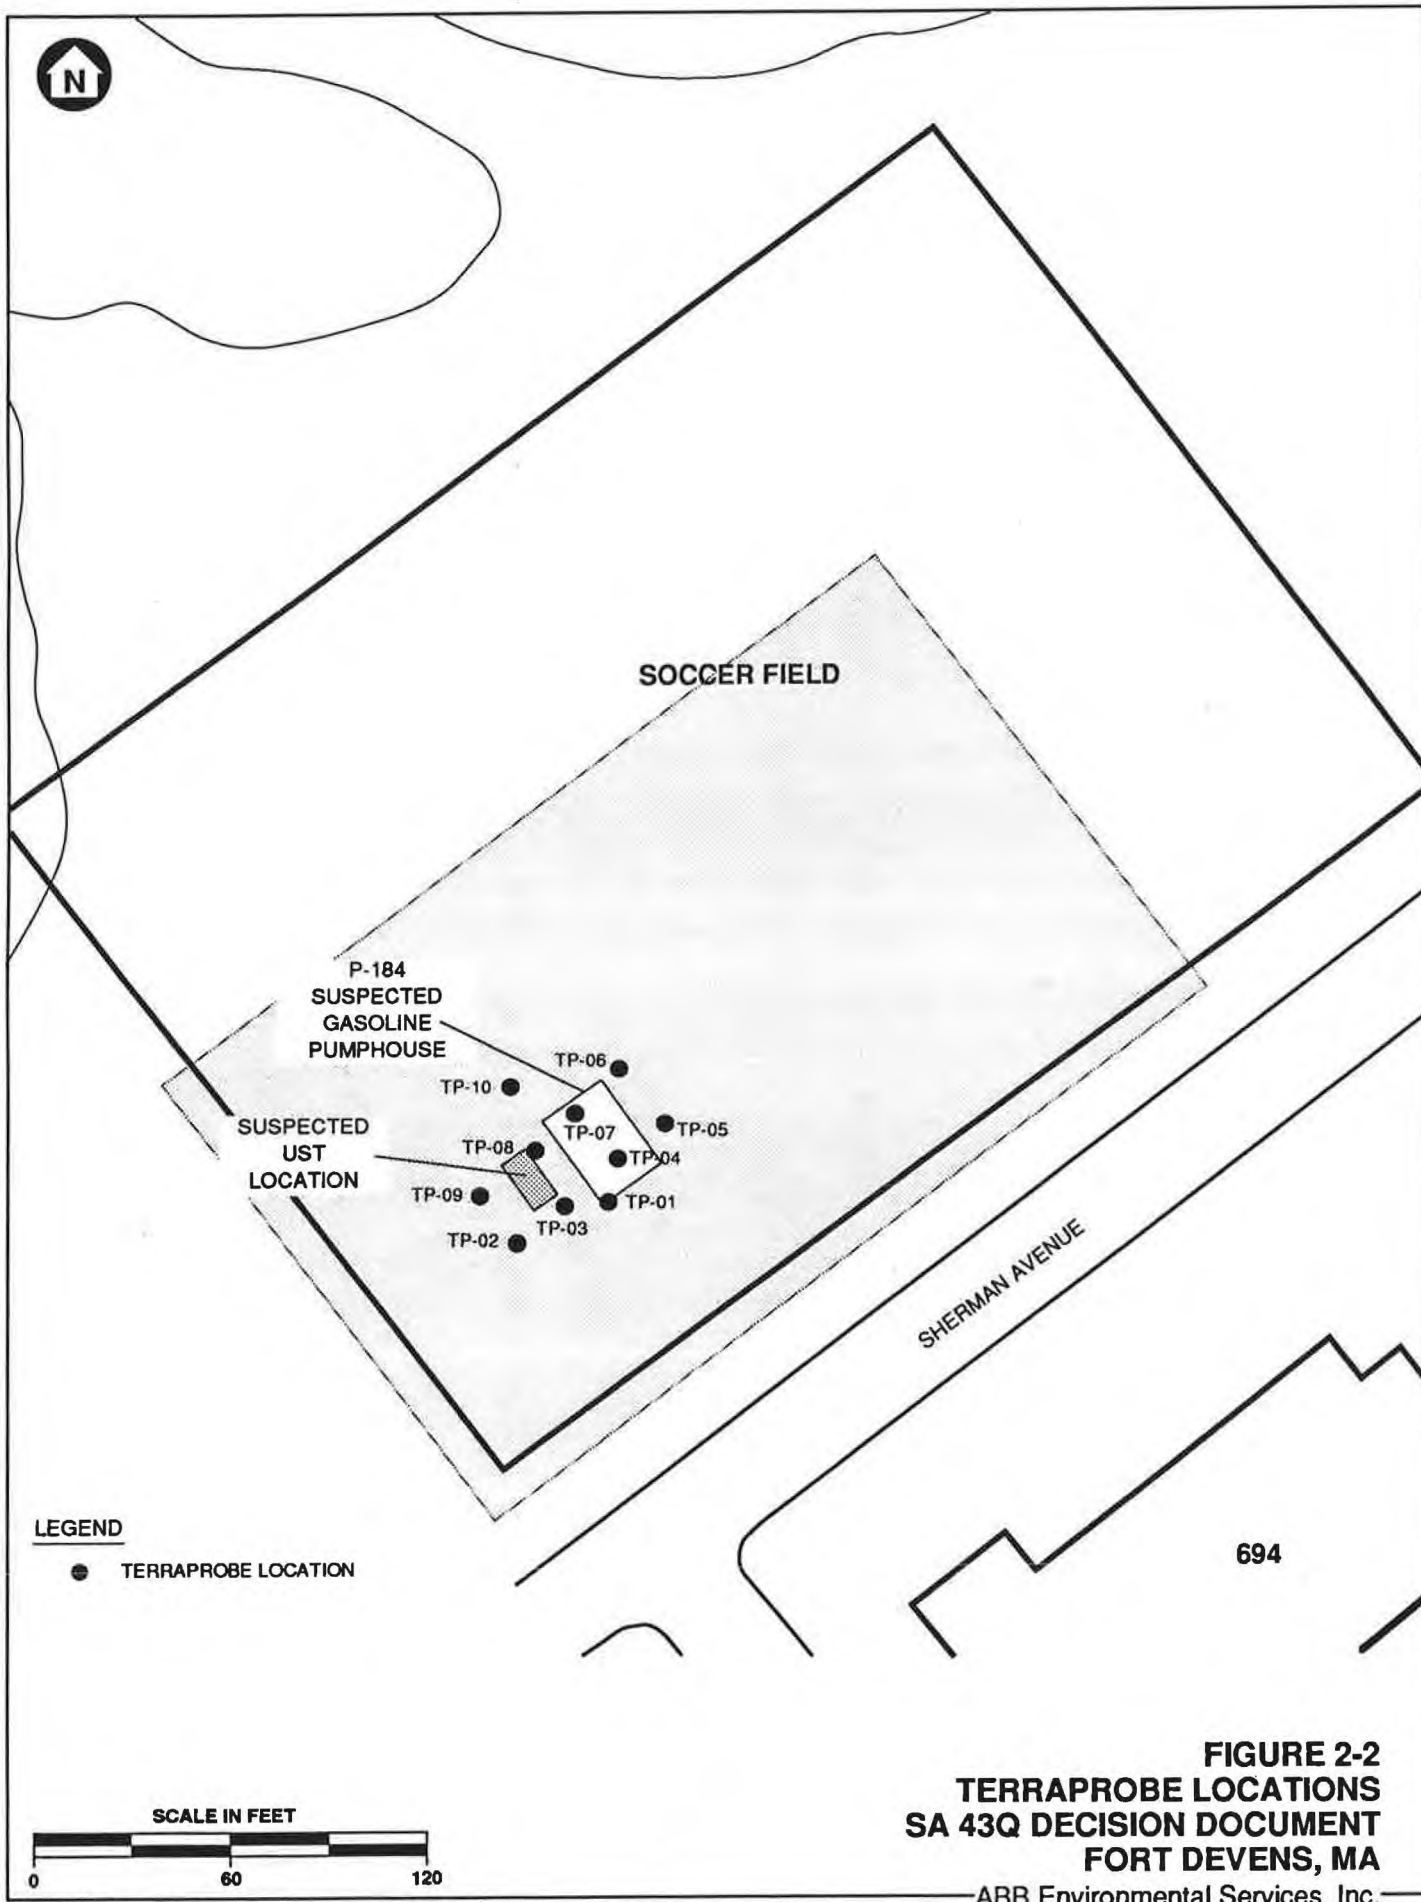 N
SOCCER FIELD
P-184
SUSPECTED
GASOLINE
PUMPHOUSE
TP-06
TP-10
TP-07
TP-05
SUSPECTED
UST
LOCATION
TP-08
TP-04
TP-09
TP-03
TP-01
TP-02
SHERMAN AVENUE
LEGEND
TERRAPROBE LOCATION
694
FIGURE 2-2
TERRAPROBE LOCATIONS
SA 43Q DECISION DOCUMENT
FORT DEVENS, MA
ABB Environmental Services, Inc.
SCALE IN FEET
0 60 120